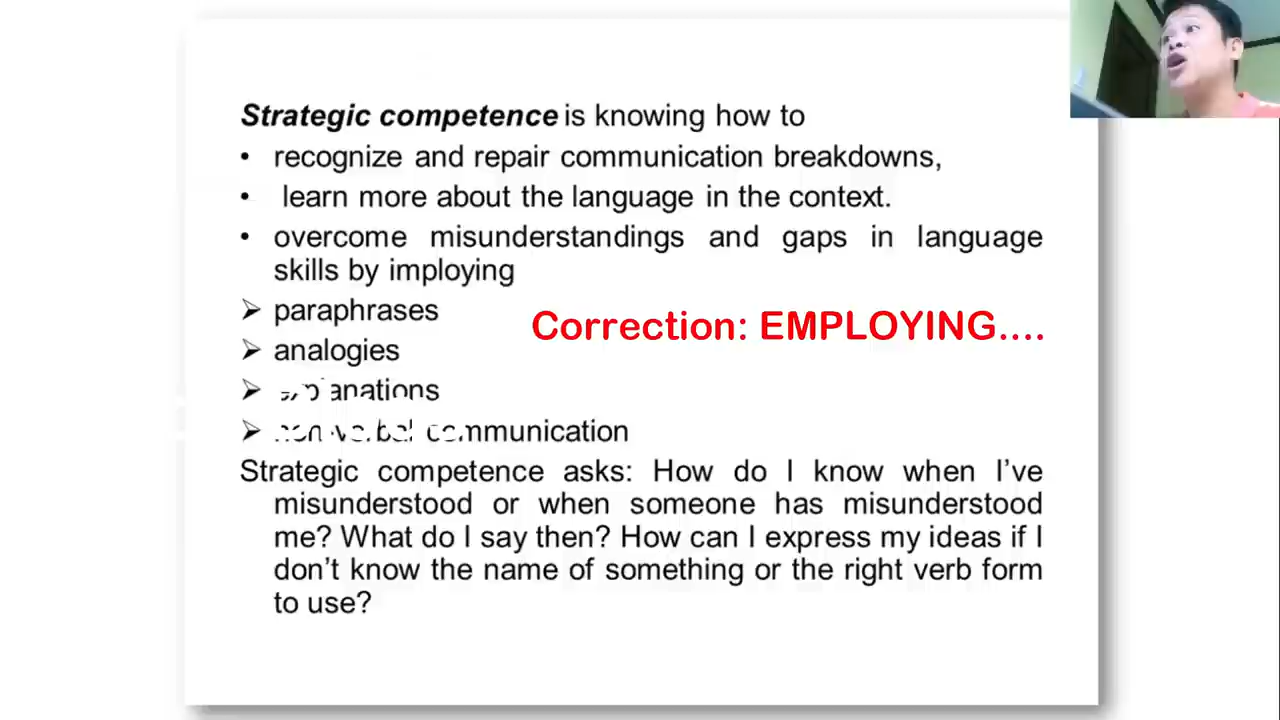 Strategic competence is knowing how to
• recognize and repair communication breakdowns,
• learn more about the language in the context.
• overcome misunderstandings and gaps in language
skills by imploying
➢ paraphrases
Correction: EMPLOYING....
➢ analogies
➢ explanations
➢ non-verbal communication
Strategic competence asks: How do I know when I've
misunderstood or when someone has misunderstood
me? What do I say then? How can I express my ideas if I
don't know the name of something or the right verb form
to use?